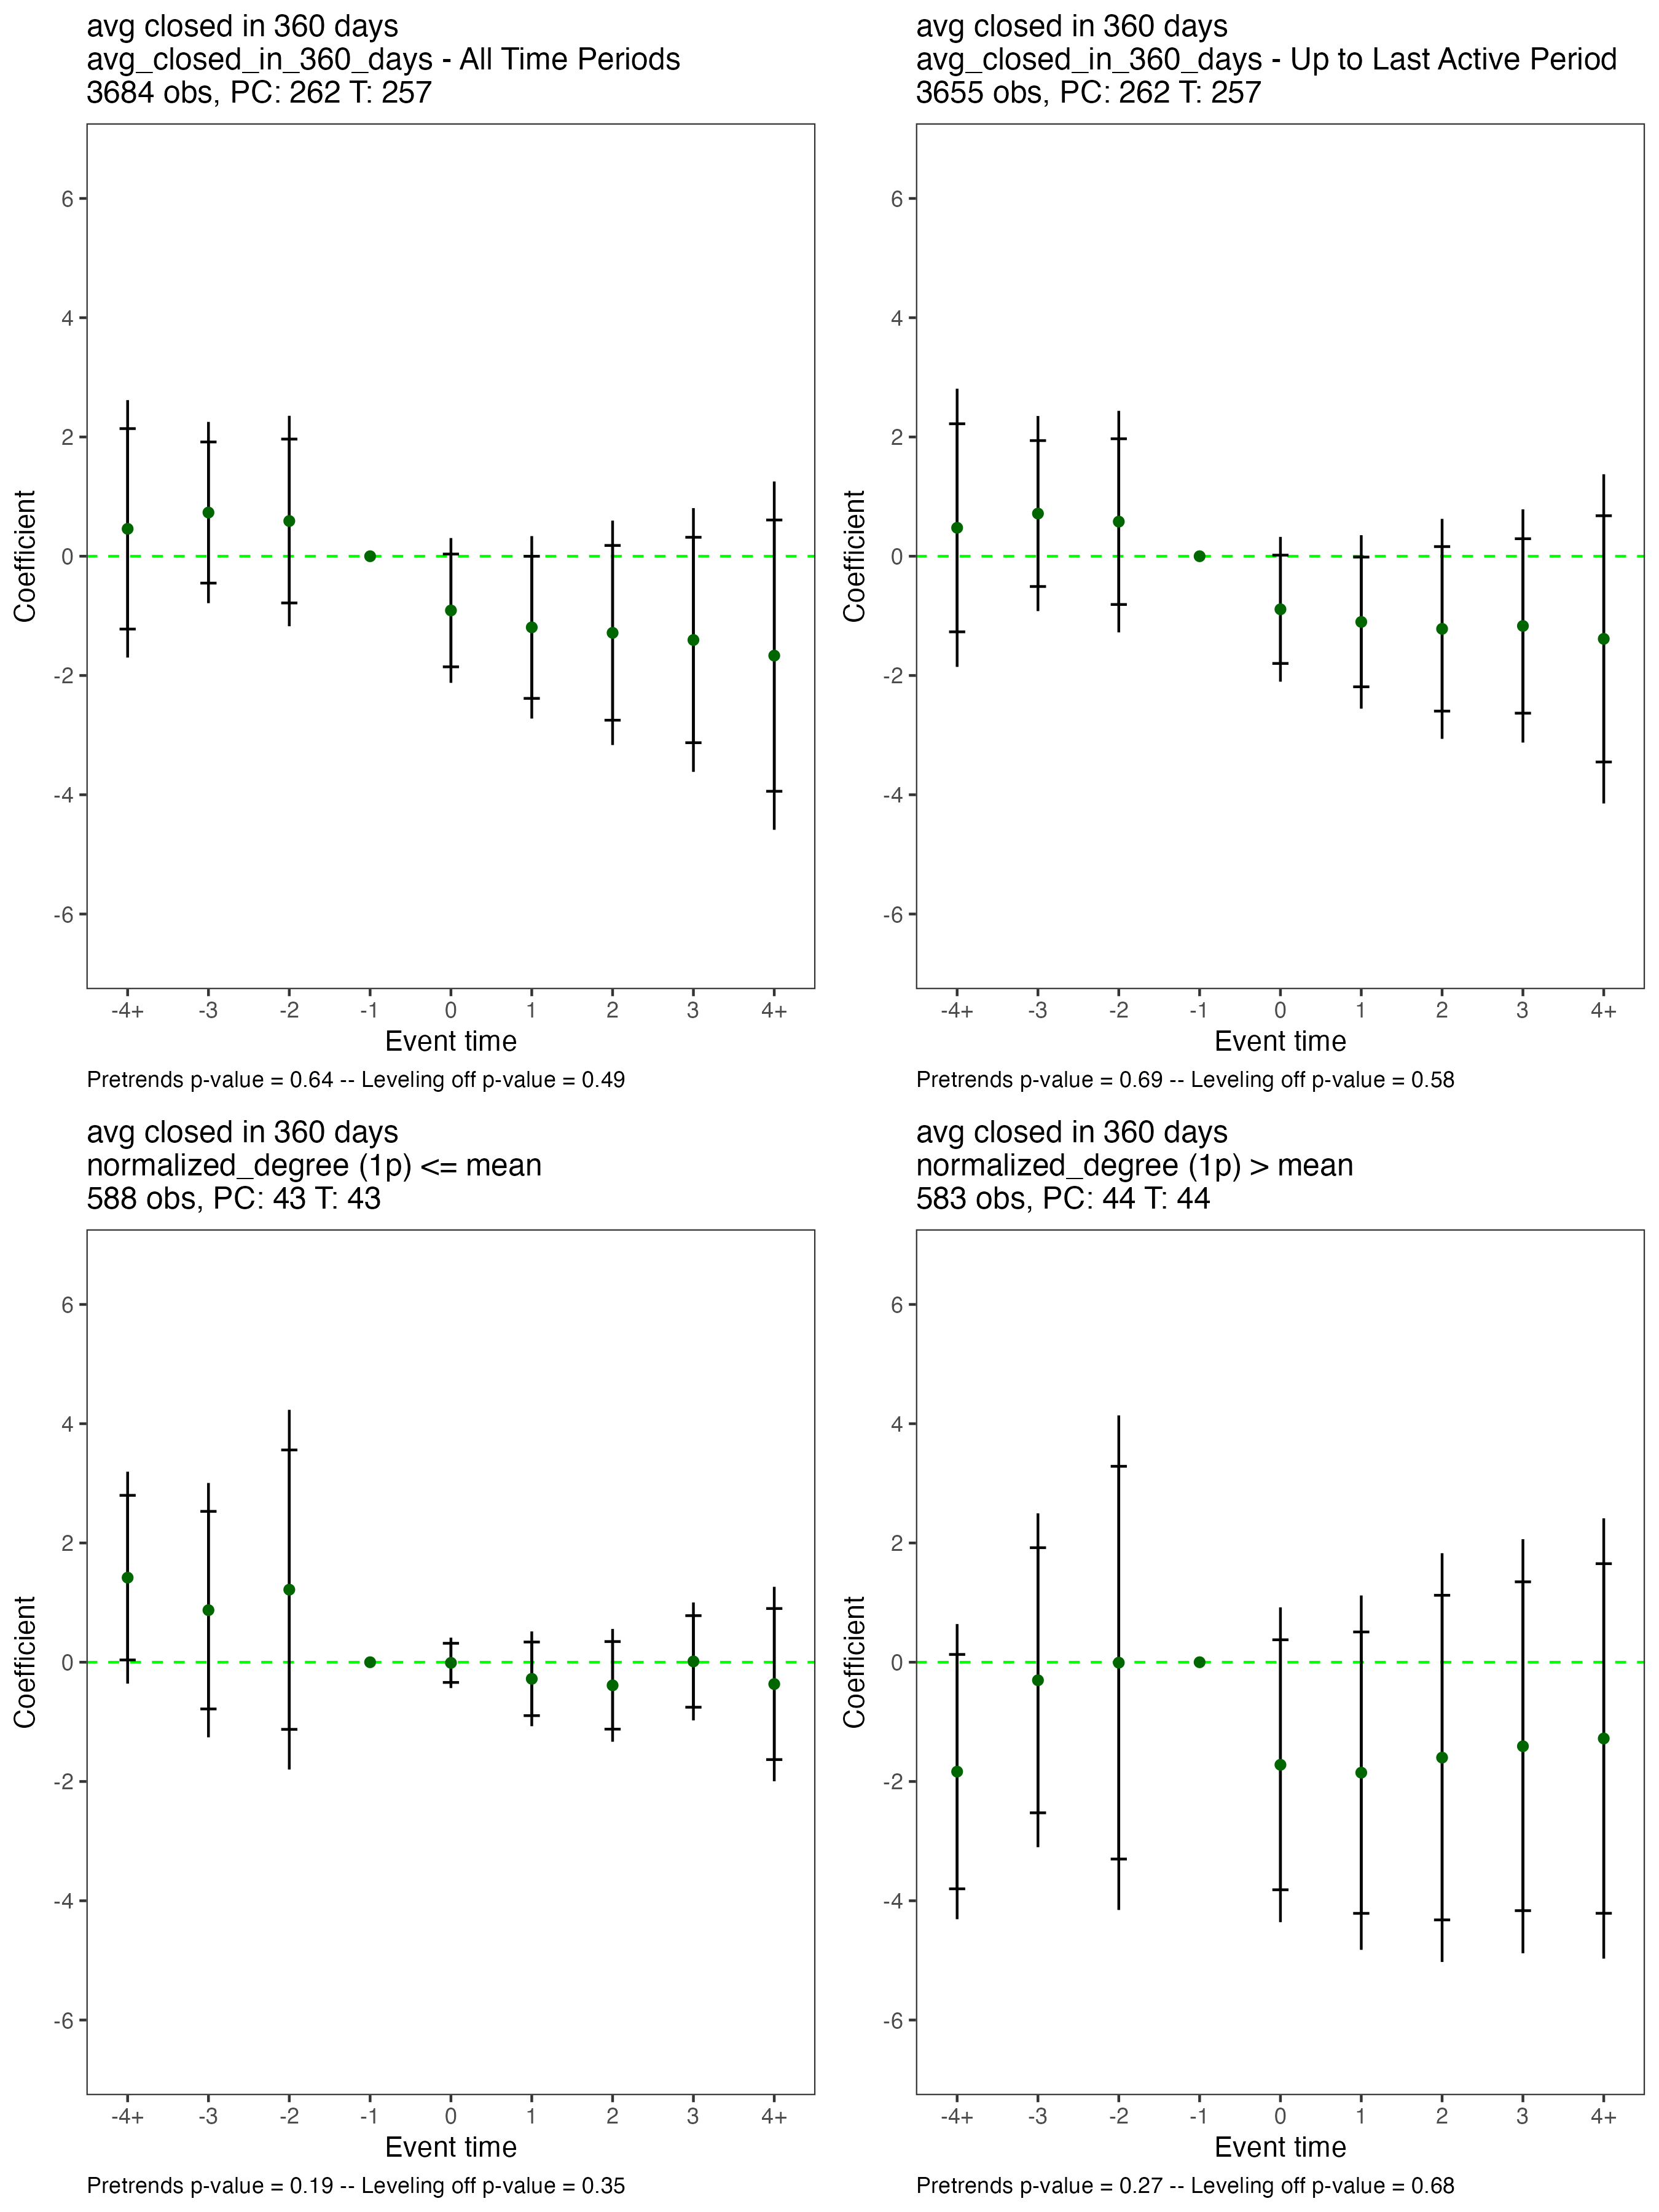 avg closed in 360 days
avg_closed_in_360_days - All Time Periods
3684 obs, PC: 262 T: 257
6
4
2
0
-2
-4
-6
Coefficient
-4+ -3 -2 -1 0 1 2 3 4+
Event time
Pretrends p-value = 0.64 -- Leveling off p-value = 0.49
avg closed in 360 days
avg_closed_in_360_days - Up to Last Active Period
3655 obs, PC: 262 T: 257
6
4
2
0
-2
-4
-6
Coefficient
-4+ -3 -2 -1 0 1 2 3 4+
Event time
Pretrends p-value = 0.69 -- Leveling off p-value = 0.58
avg closed in 360 days
normalized_degree (1p) <= mean
588 obs, PC: 43 T: 43
6
4
2
0
-2
-4
-6
Coefficient
-4+ -3 -2 -1 0 1 2 3 4+
Event time
Pretrends p-value = 0.19 -- Leveling off p-value = 0.35
avg closed in 360 days
normalized_degree (1p) > mean
583 obs, PC: 44 T: 44
6
4
2
0
-2
-4
-6
Coefficient
-4+ -3 -2 -1 0 1 2 3 4+
Event time
Pretrends p-value = 0.27 -- Leveling off p-value = 0.68